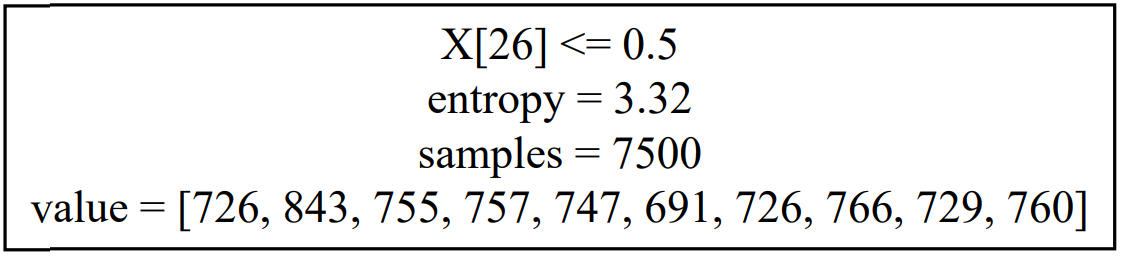 X[26] <= 0.5
entropy = 3.32
samples = 7500
value = [726, 843, 755, 757, 747, 691, 726, 766, 729, 760]